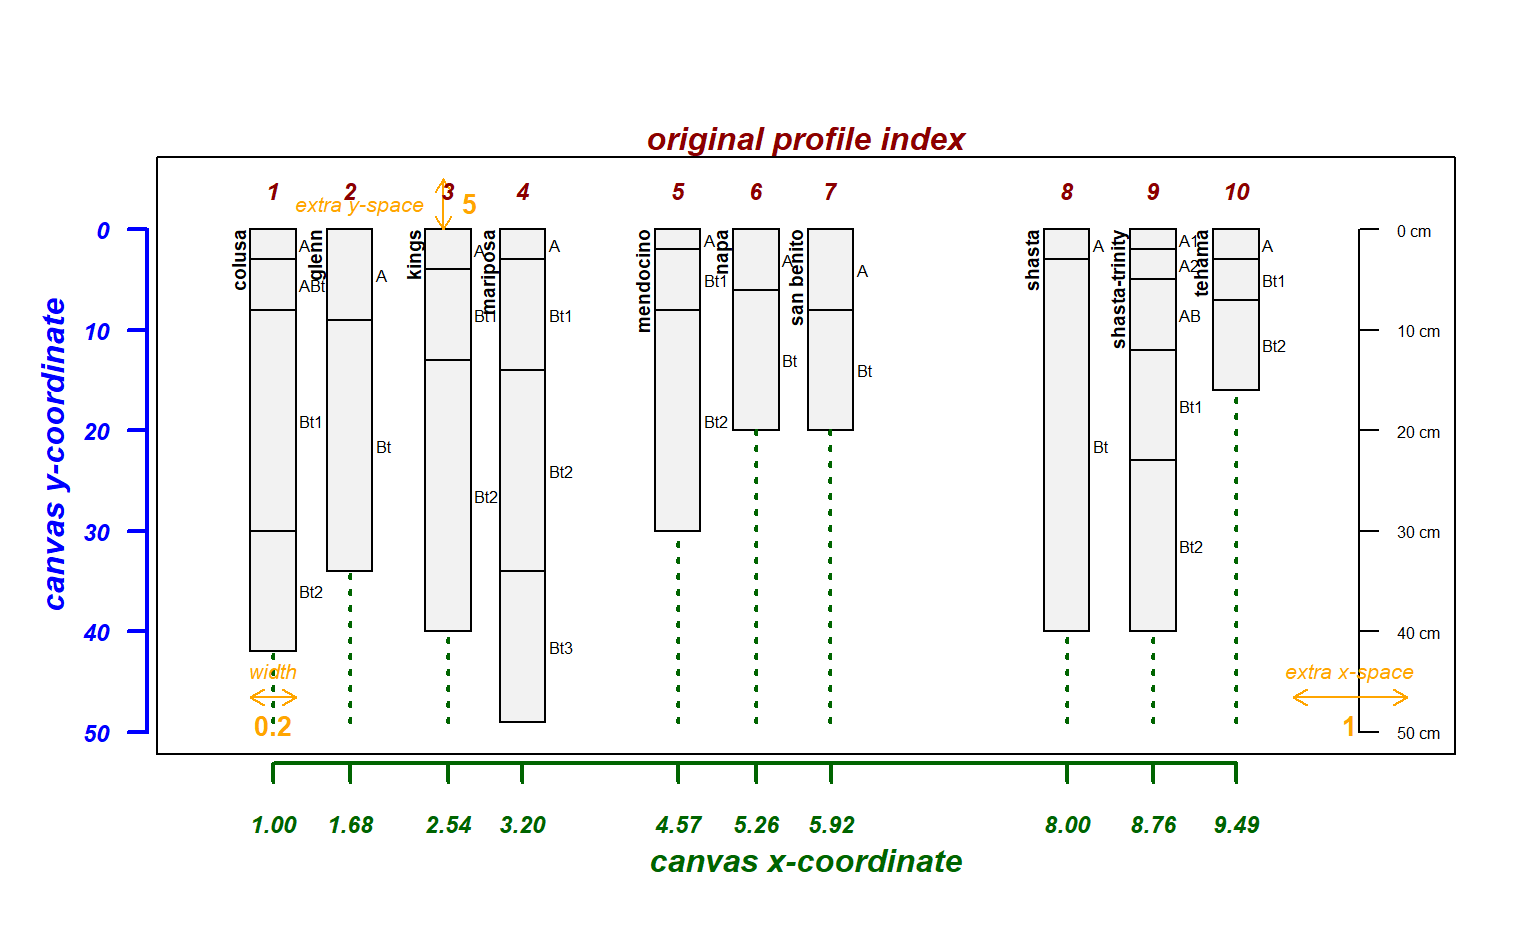 original profile index
1 2 3 4 5 6 7 8 9 10
extra y-space 5
canvas y-coordinate
0
10
20
30
40
50
colusa
A
ABt
Bt1
Bt2
glenn
A
Bt
kings
A
Bt1
Bt2
mariposa
A
Bt1
Bt2
Bt3
mendocino
A
Bt1
Bt2
napa
A
Bt
san benito
A
Bt
shasta
A
Bt
shasta-trinity
A1
A2
AB
Bt1
Bt2
tehama
A
Bt1
Bt2
0 cm
10 cm
20 cm
30 cm
40 cm
50 cm
width
0.2
extra x-space
1
1.00 1.68 2.54 3.20 4.57 5.26 5.92 8.00 8.76 9.49
canvas x-coordinate